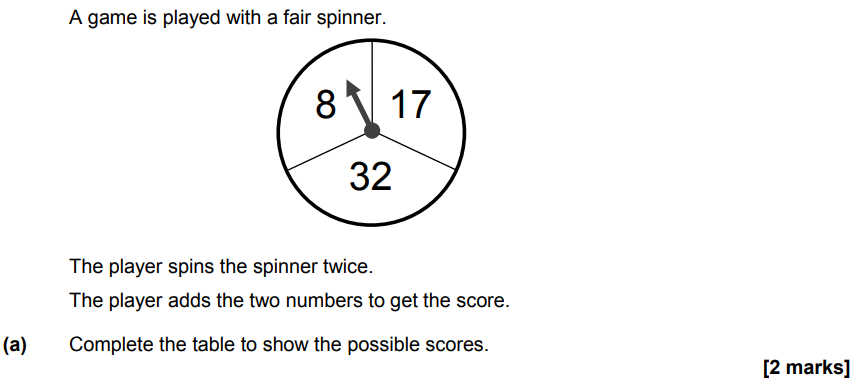 A game is played with a fair spinner.
8 17
32
The player spins the spinner twice.
The player adds the two numbers to get the score.
(a) Complete the table to show the possible scores.
[2 marks]